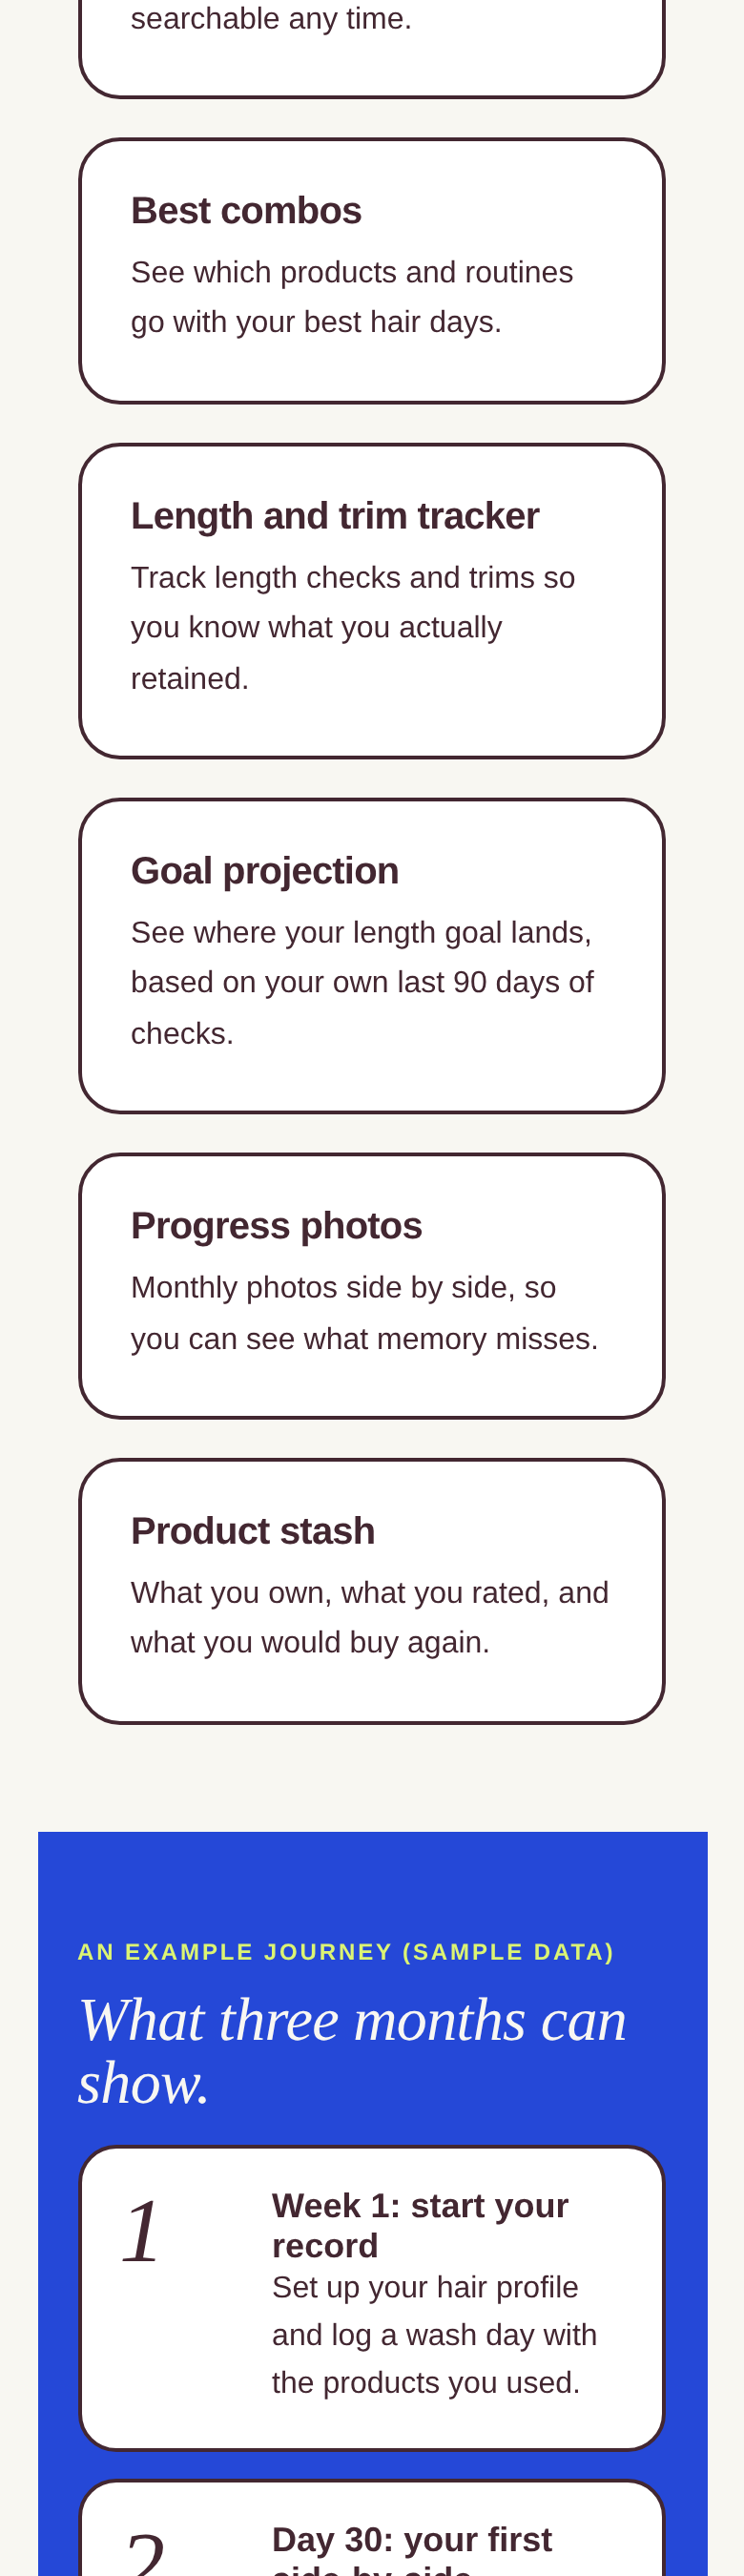 searchable any time.
Best combos
See which products and routines
go with your best hair days.
Length and trim tracker
Track length checks and trims so
you know what you actually
retained.
Goal projection
See where your length goal lands,
based on your own last 90 days of
checks.
Progress photos
Monthly photos side by side, so
you can see what memory misses.
Product stash
What you own, what you rated, and
what you would buy again.
AN EXAMPLE JOURNEY (SAMPLE DATA)
What three months can
show.
1
Week 1: start your
record
Set up your hair profile
and log a wash day with
the products you used.
2
Day 30: your first
side by side